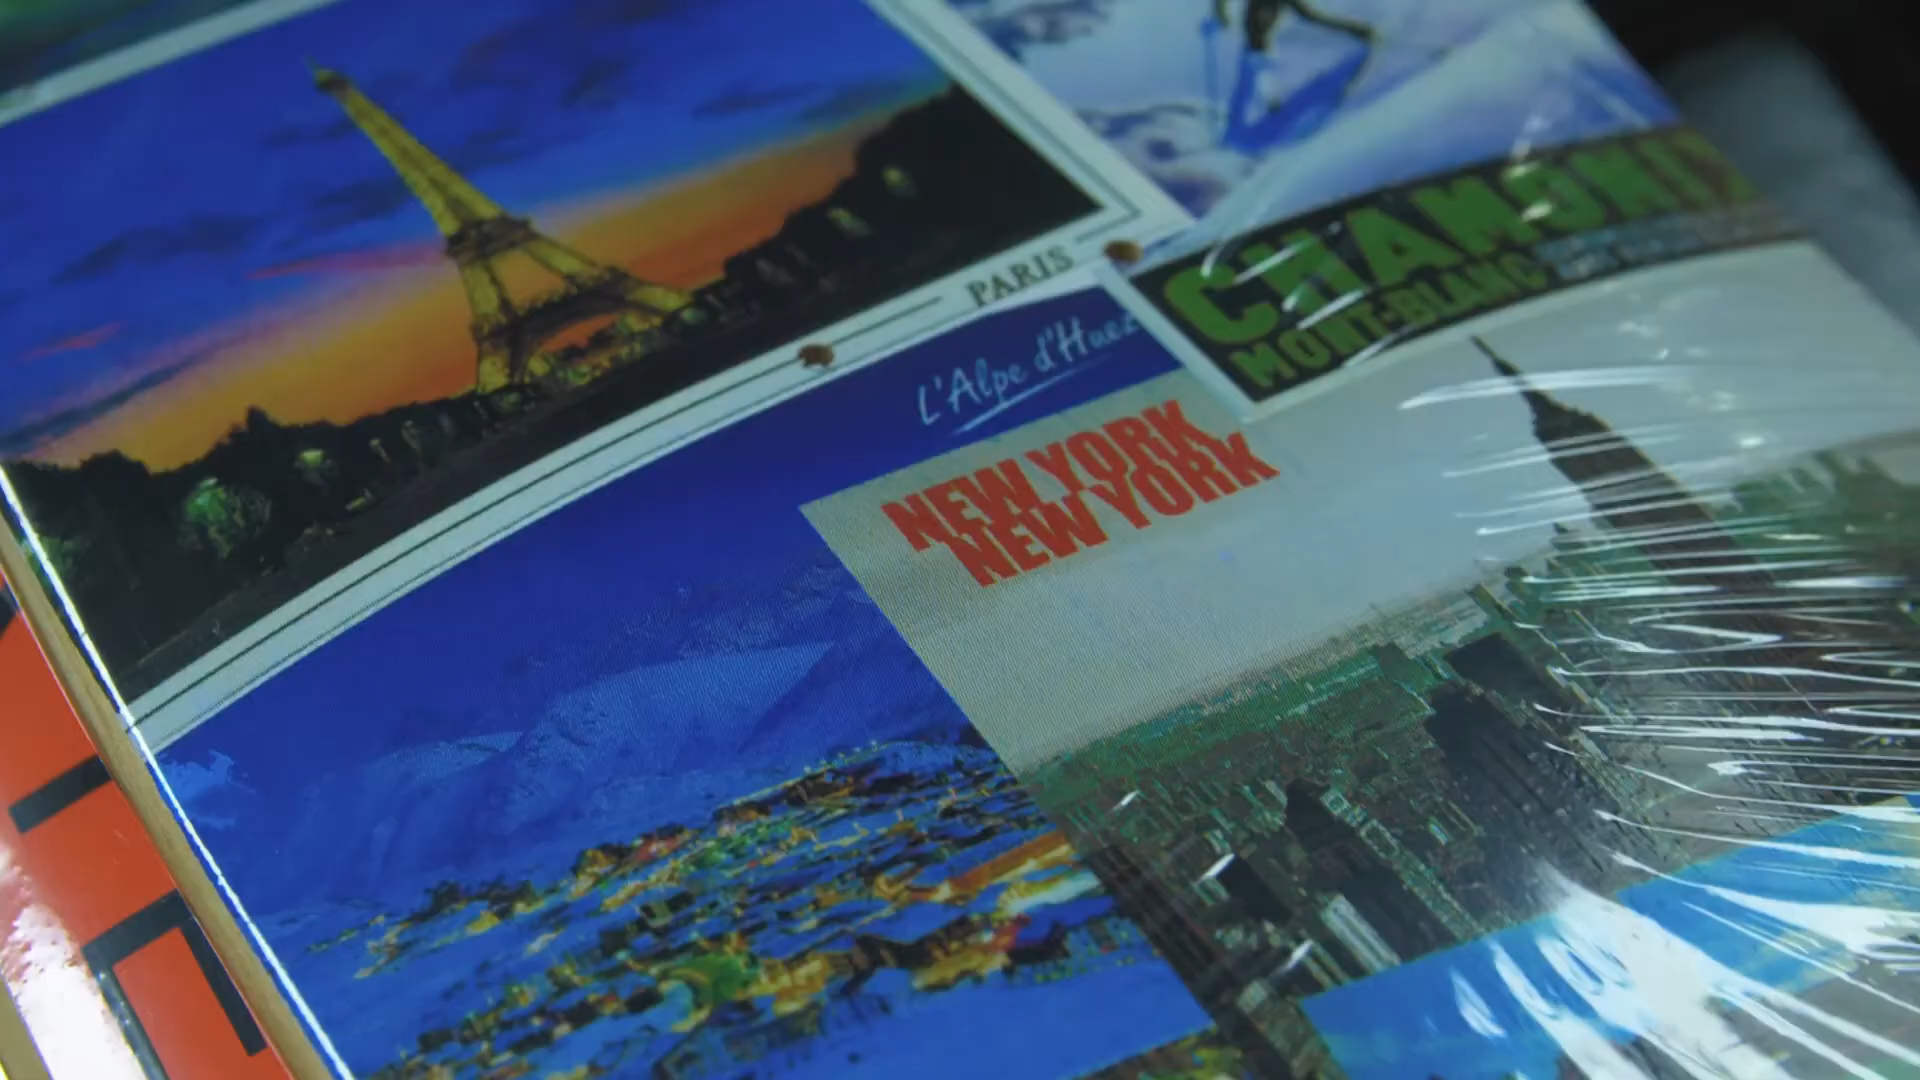 PARIS
CHAMONIX
MONT-BLANC
L'Alpe d'Huez
NEW YORK
NEW YORK